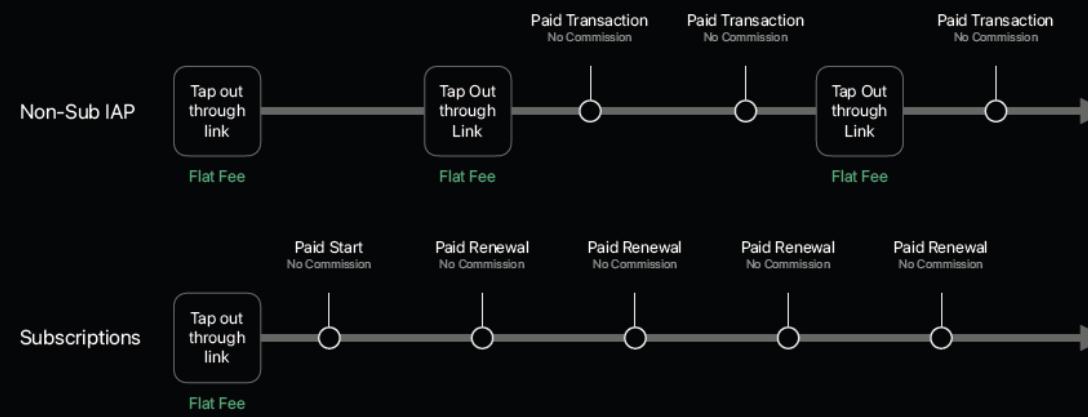 Paid Transaction
No Commission
Paid Transaction
No Commission
Paid Transaction
No Commission
Non-Sub IAP
Tap out
through
link
Flat Fee
Tap Out
through
Link
Flat Fee
Tap Out
through
Link
Flat Fee
Paid Start
No Commission
Paid Renewal
No Commission
Paid Renewal
No Commission
Paid Renewal
No Commission
Paid Renewal
No Commission
Subscriptions
Tap out
through
link
Flat Fee